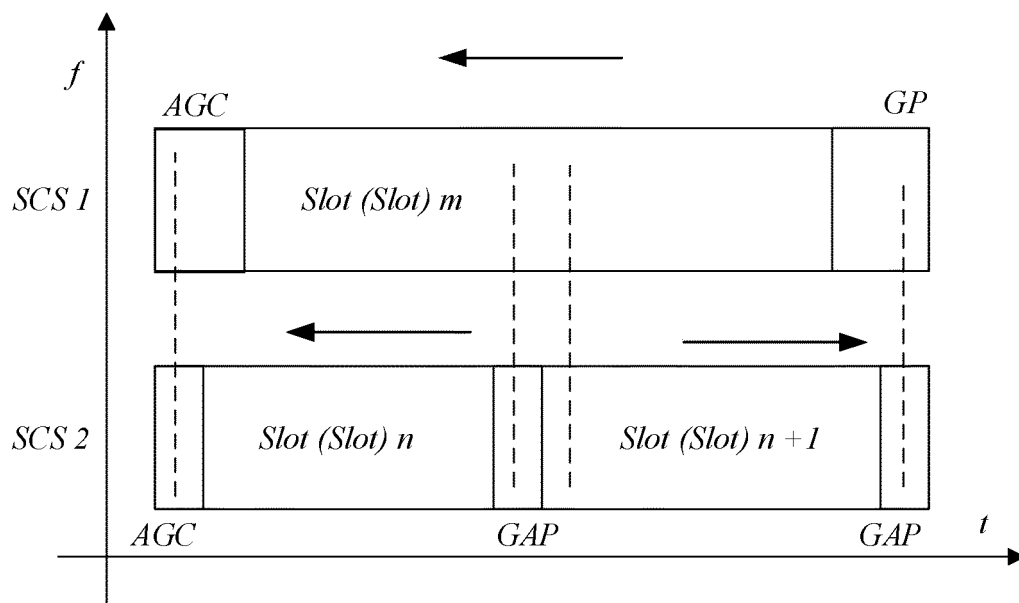 f
AGC GP
SCS 1 Slot (Slot) m
SCS 2 Slot (Slot) n Slot (Slot) n +1
AGC GAP GAP t